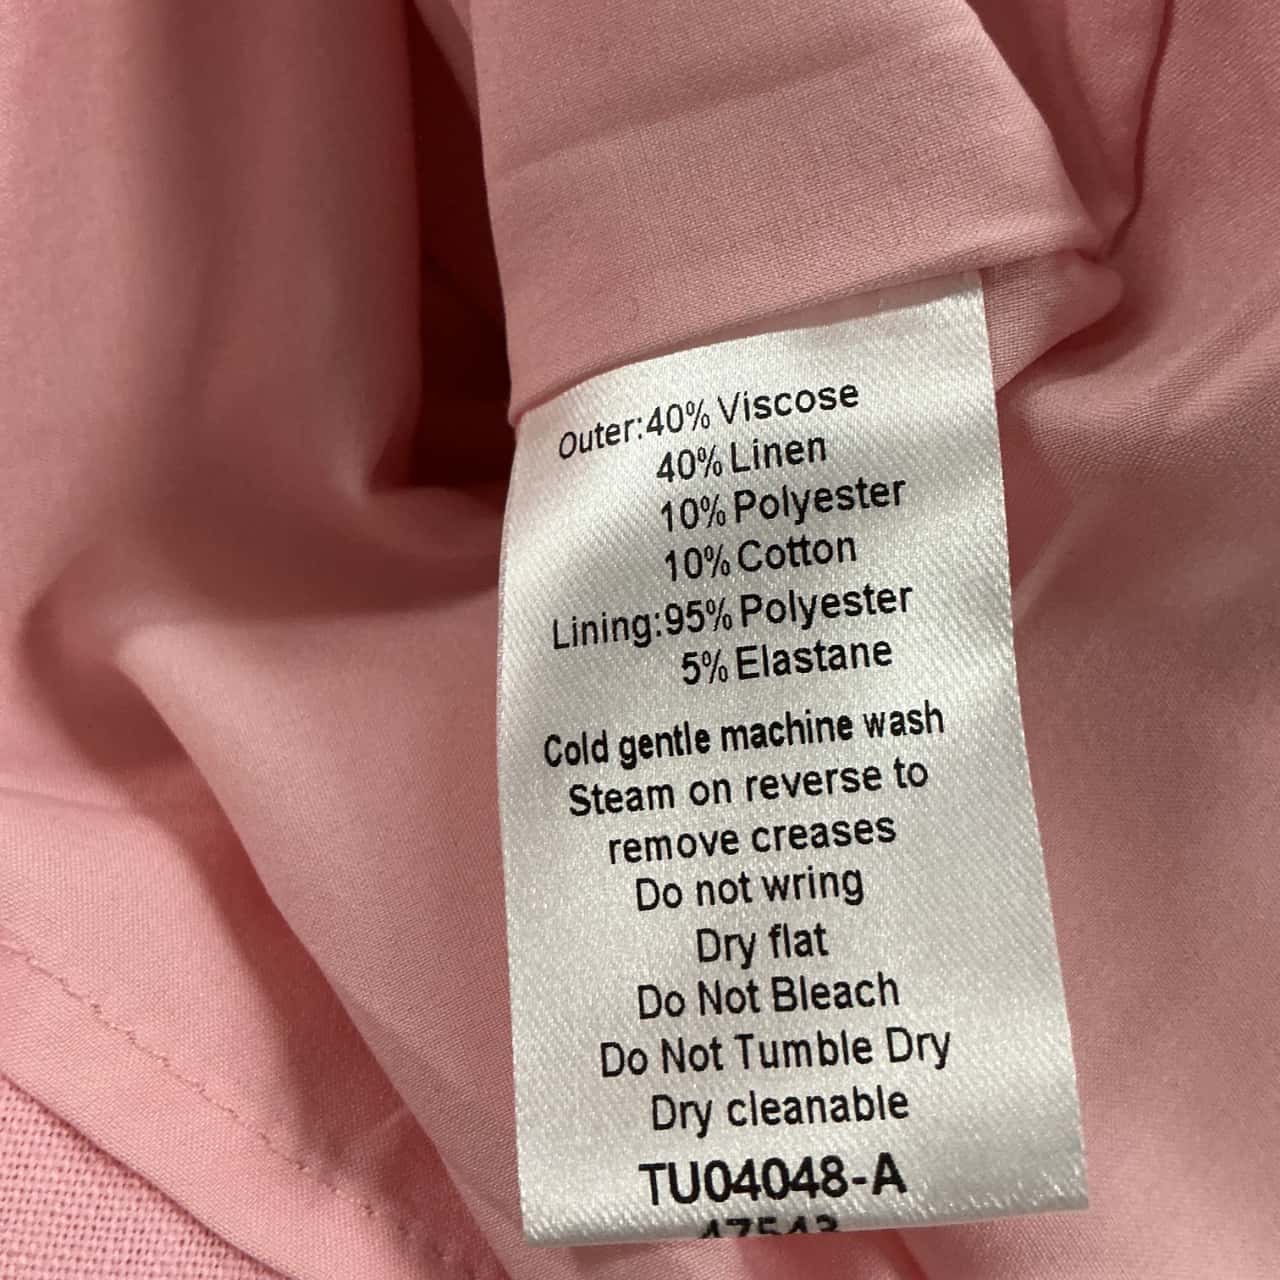 Outer:40% Viscose
40% Linen
10% Polyester
10% Cotton
Lining:95% Polyester
5% Elastane
Cold gentle machine wash
Steam on reverse to
remove creases
Do not wring
Dry flat
Do Not Bleach
Do Not Tumble Dry
Dry cleanable
TU04048-A
47543